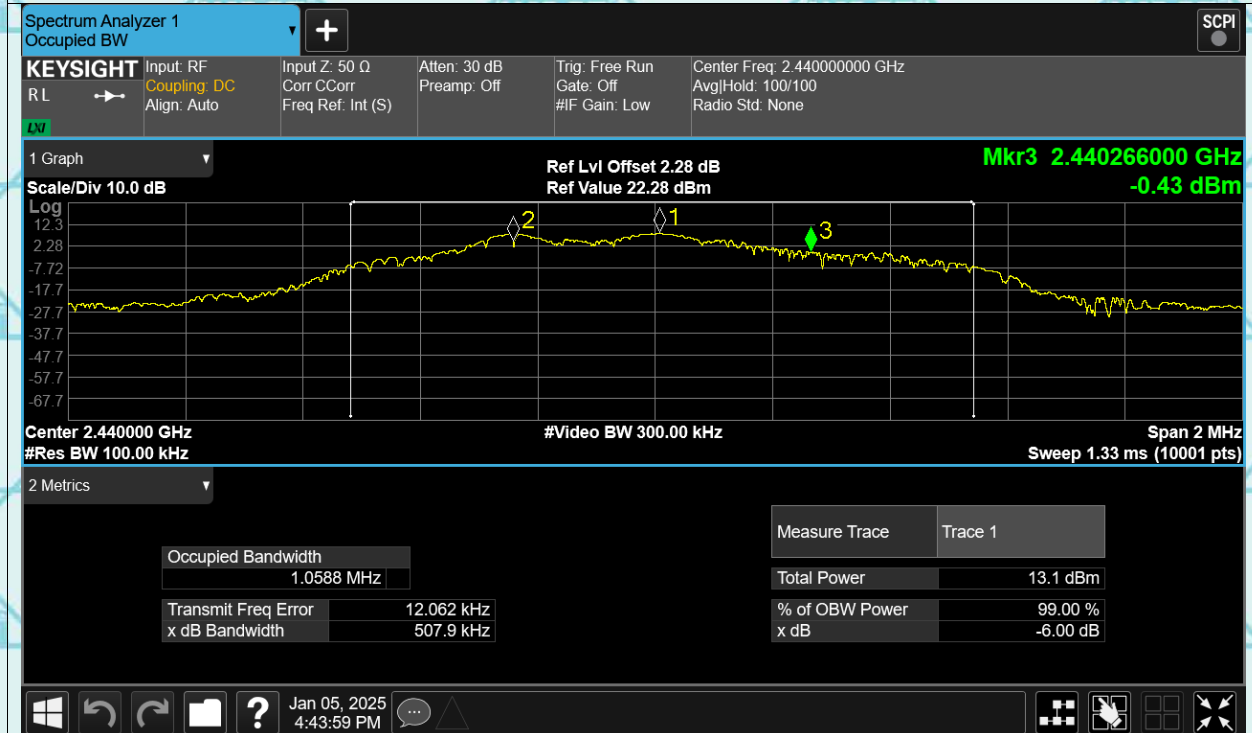 Spectrum Analyzer 1
Occupied BW
+
SCPI
KEYSIGHT
R L
LXI
Input: RF
Coupling: DC
Align: Auto
Input Z: 50 Ω
Corr CCorr
Freq Ref: Int (S)
Atten: 30 dB
Preamp: Off
Trig: Free Run
Gate: Off
#IF Gain: Low
Center Freq: 2.440000000 GHz
Avg|Hold: 100/100
Radio Std: None
1 Graph
Scale/Div 10.0 dB
Ref Lvl Offset 2.28 dB
Ref Value 22.28 dBm
Mkr3 2.440266000 GHz
-0.43 dBm
Log
12.3
2.28
-7.72
-17.7
-27.7
-37.7
-47.7
-57.7
-67.7
2
1
3
Center 2.440000 GHz
#Video BW 300.00 kHz
Span 2 MHz
#Res BW 100.00 kHz
Sweep 1.33 ms (10001 pts)
2 Metrics
Occupied Bandwidth
1.0588 MHz
Transmit Freq Error 12.062 kHz
x dB Bandwidth 507.9 kHz
Measure Trace Trace 1
Total Power 13.1 dBm
% of OBW Power 99.00 %
x dB -6.00 dB
?
Jan 05, 2025
4:43:59 PM